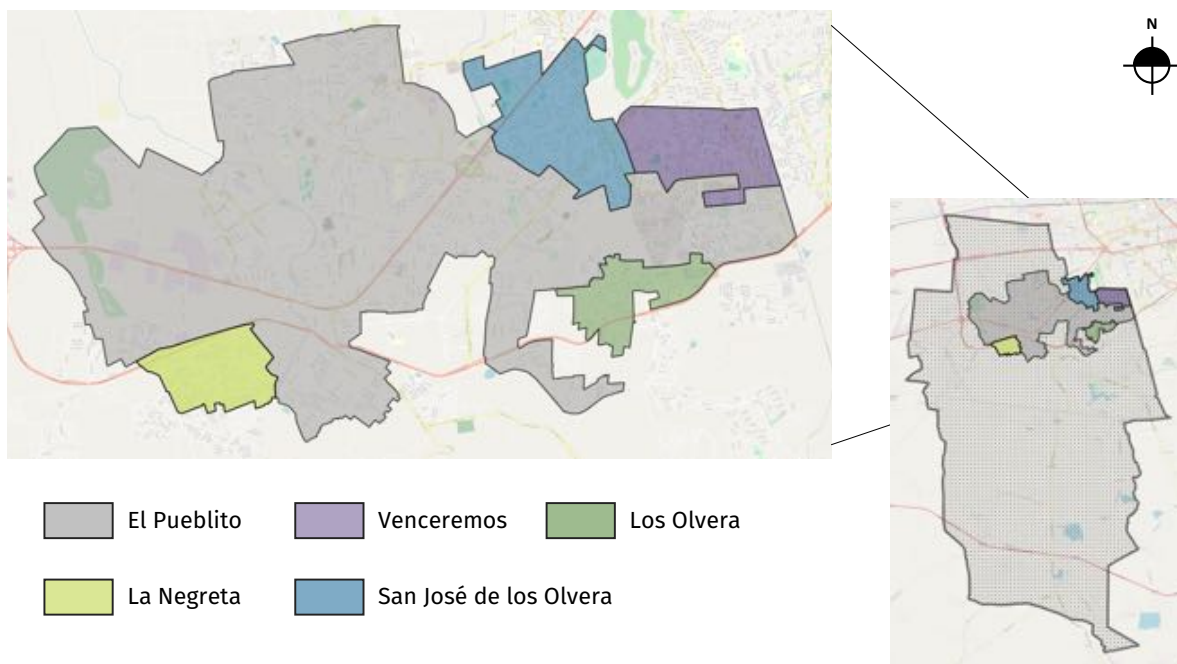 N
El Pueblito
Venceremos
Los Olvera
La Negreta
San José de los Olvera